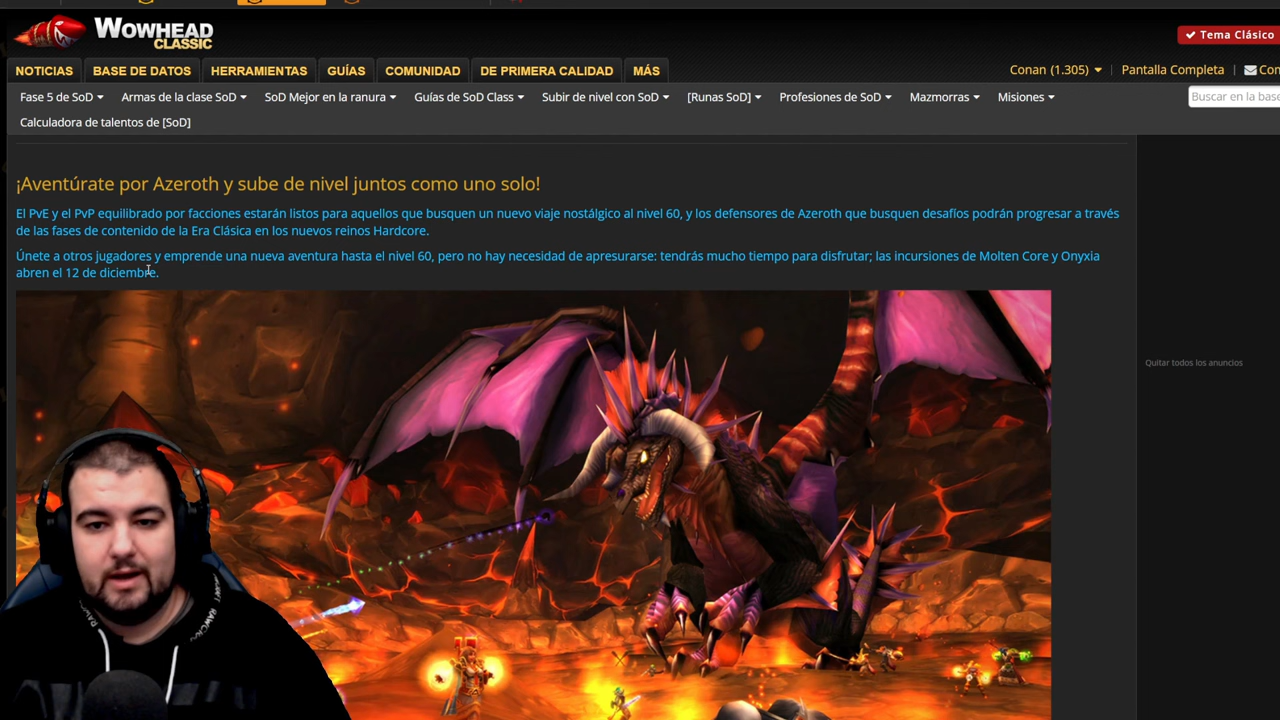 WOWHEAD
CLASSIC
Tema Clásico
NOTICIAS BASE DE DATOS HERRAMIENTAS GUÍAS COMUNIDAD DE PRIMERA CALIDAD MÁS
Conan (1.305) Pantalla Completa
Fase 5 de SoD Armas de la clase SoD SoD Mejor en la ranura Guías de SoD Class Subir de nivel con SoD [Runas SoD] Profesiones de SoD Mazmorras Misiones
Buscar en la base
Calculadora de talentos de [SoD]
¡Aventúrate por Azeroth y sube de nivel juntos como uno solo!
El PvE y el PvP equilibrado por facciones estarán listos para aquellos que busquen un nuevo viaje nostálgico al nivel 60, y los defensores de Azeroth que busquen desafíos podrán progresar a través
de las fases de contenido de la Era Clásica en los nuevos reinos Hardcore.
Únete a otros jugadores y emprende una nueva aventura hasta el nivel 60, pero no hay necesidad de apresurarse: tendrás mucho tiempo para disfrutar; las incursiones de Molten Core y Onyxia
abren el 12 de diciembre.
Quitar todos los anuncios